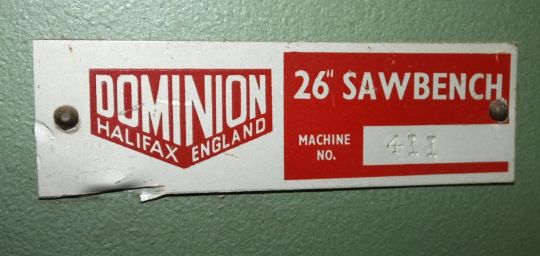 DOMINION
HALIFAX ENGLAND
26" SAWBENCH
MACHINE
NO.
411